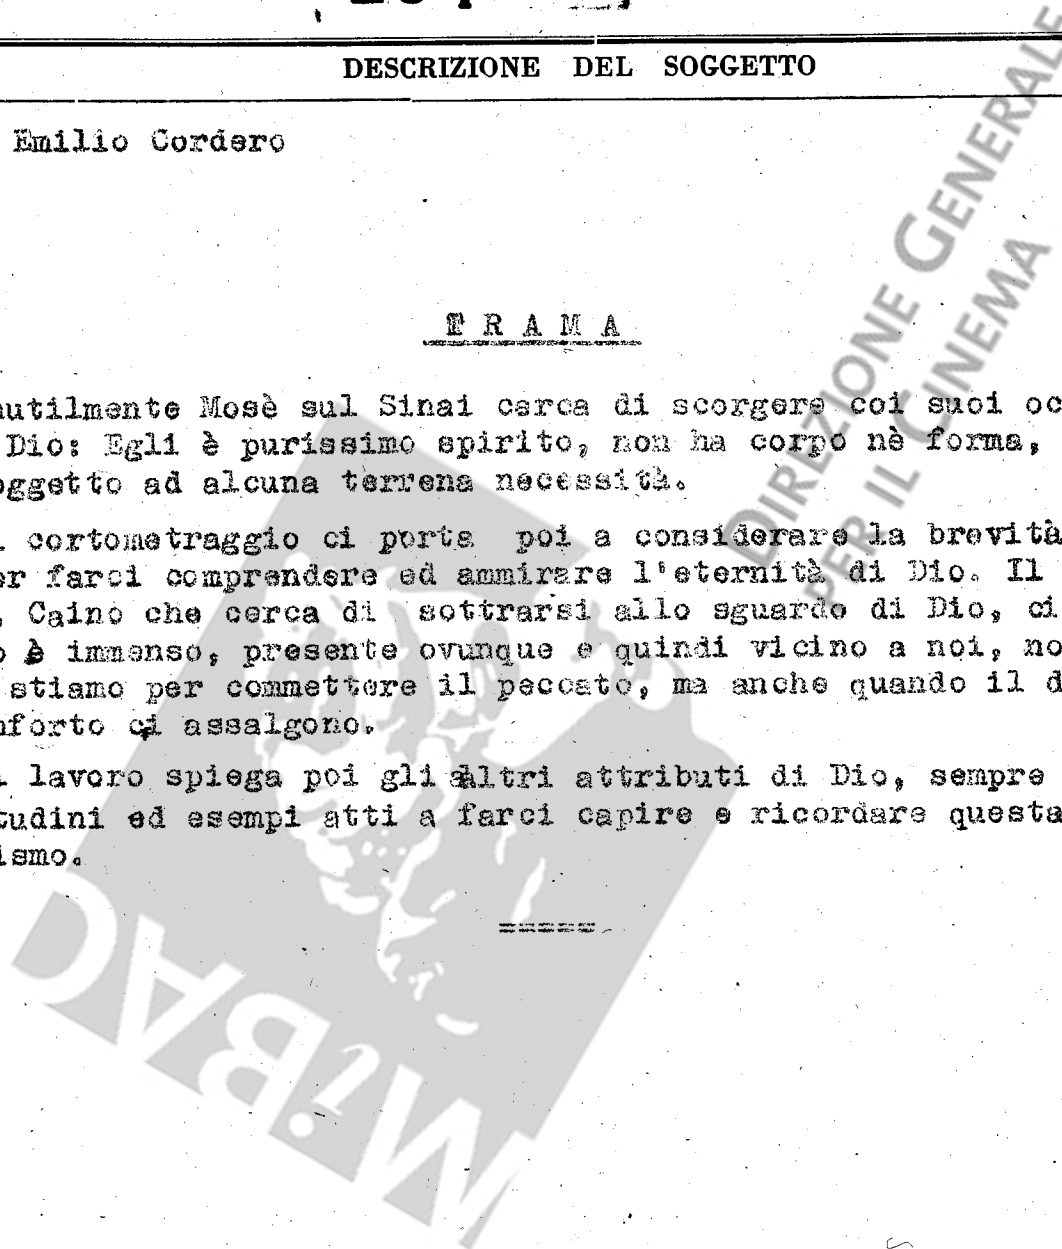 DESCRIZIONE DEL SOGGETTO
Emilio Cordero
TRAMA
nutilmente Mosè sul Sinai cerca di scorgere coi suoi oc
Dio: Egli è purissimo spirito, non ha corpo nè forma,
oggetto ad alcuna terrena necessità.
. cortometraggio ci porta poi a considerare la brevità
er farci comprendere ed ammirare l'eternità di Dio. Il
, Caino che cerca di sottrarsi allo sguardo di Dio, ci
o è immenso, presente ovunque e quindi vicino a noi, no
stiamo per commettere il peccato, ma anche quando il d
nforto ci assalgono.
. lavoro spiega poi gli altri attributi di Dio, sempre
tudini ed esempi atti a farci capire e ricordare questa
ismo.
=====
DIREZIONE GENERALE
PER IL CINEMA
MiBAC